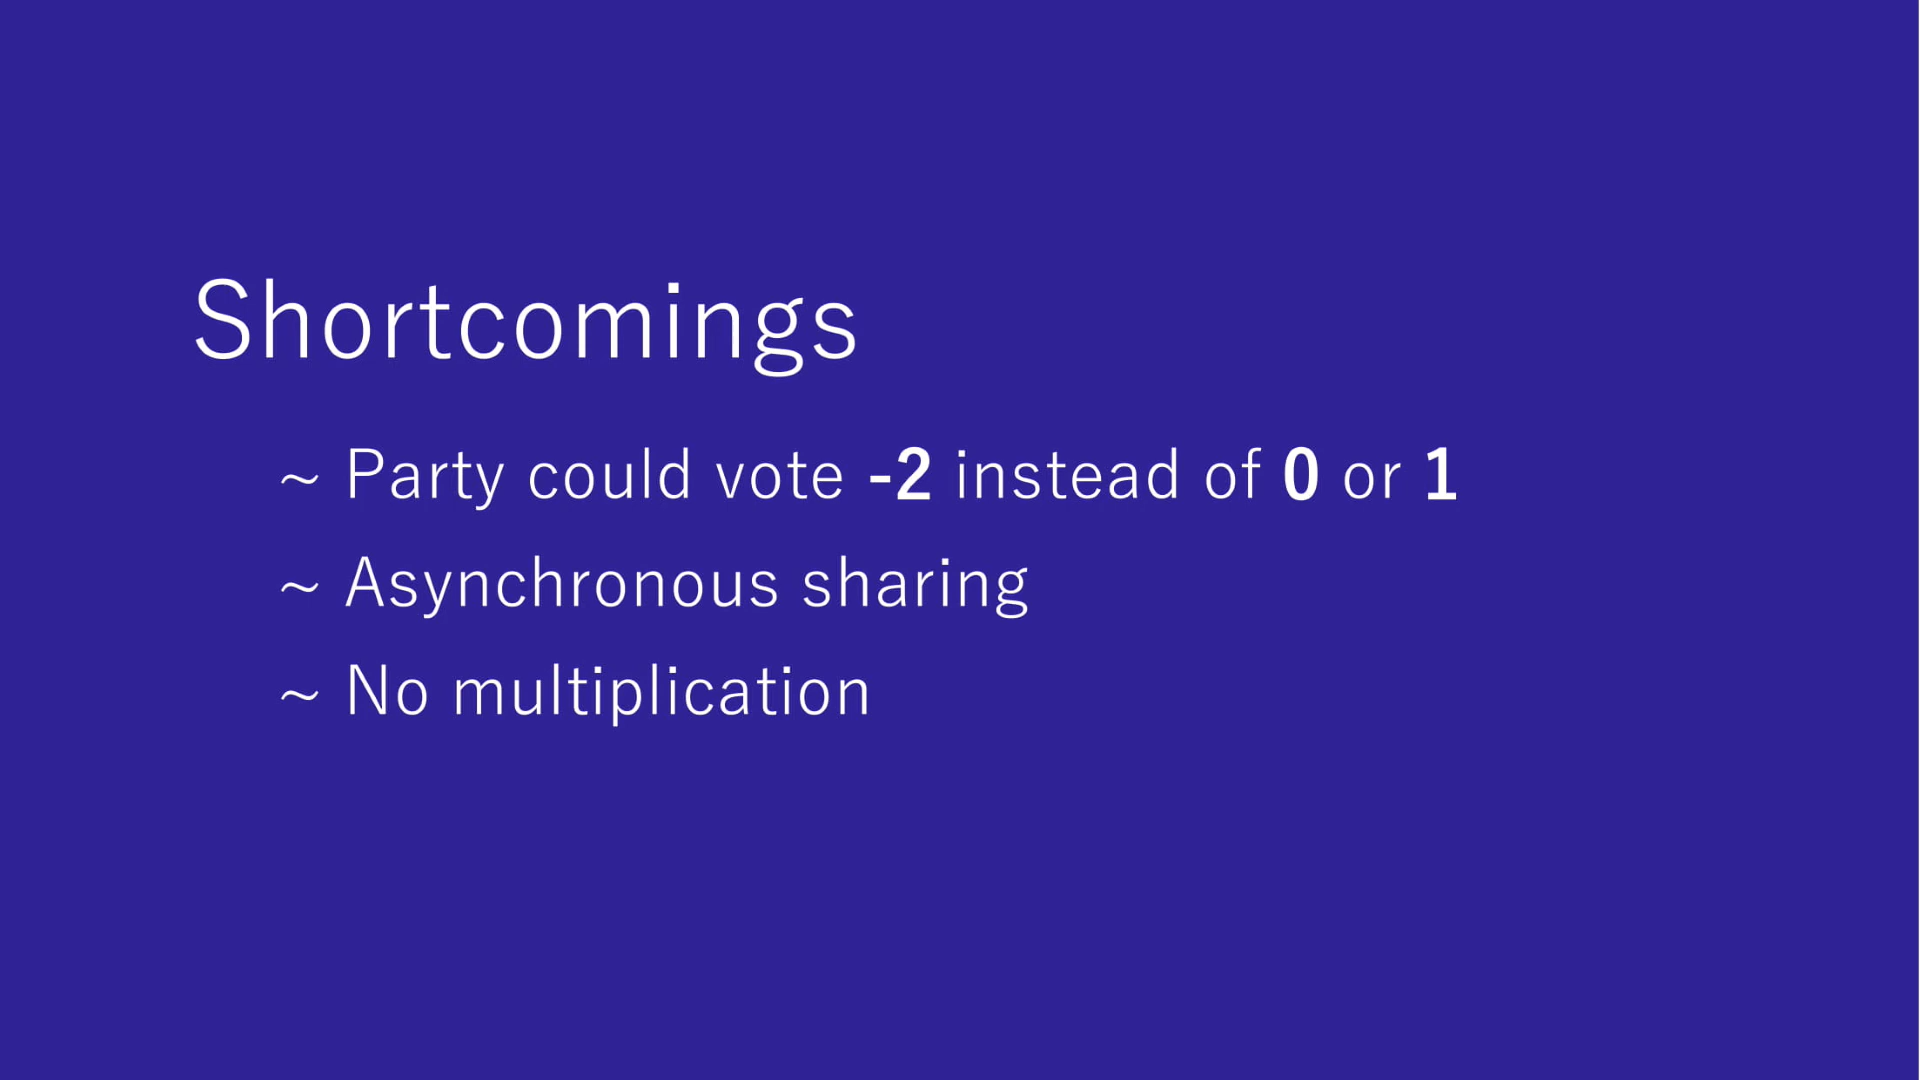 Shortcomings
~ Party could vote -2 instead of 0 or 1
~ Asynchronous sharing
~ No multiplication